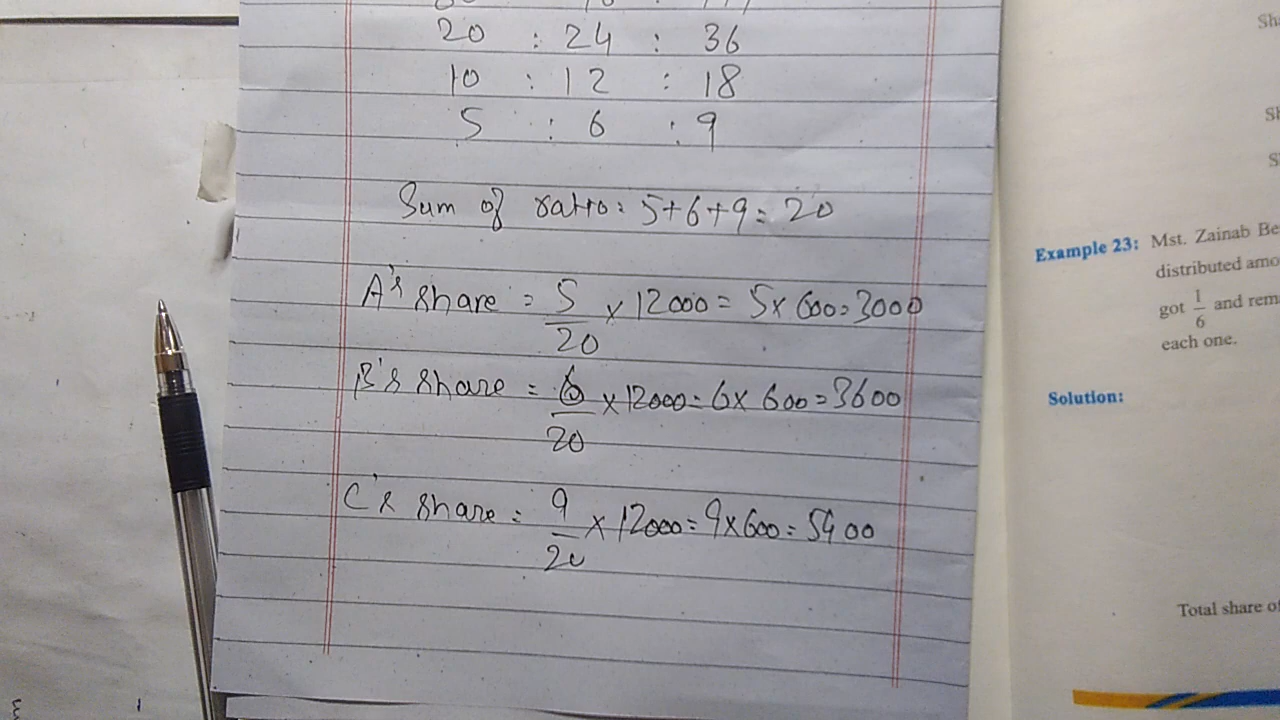 20 : 24 : 36
10 : 12 : 18
5 : 6 : 9
Sum of ratio: 5+6+9= 20
A's share = 5/20 × 12000 = 5× 600=3000
B's share = 6/20 × 12000= 6× 600=3600
C's share = 9/20 × 12000=9×600=5400
Example 23: Mst. Zainab Be
distributed amo
got 1/6 and rem
each one.
Solution:
Total share of